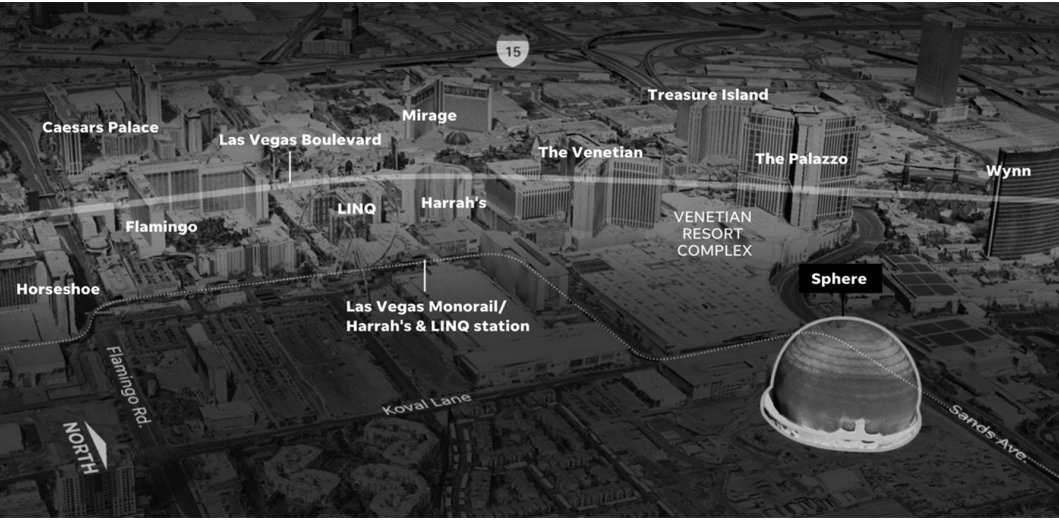 15
Treasure Island
Mirage
Caesars Palace
Las Vegas Boulevard
The Venetian
The Palazzo
Wynn
LINQ
Harrah's
Flamingo
VENETIAN
RESORT
COMPLEX
Sphere
Horseshoe
Las Vegas Monorail/
Harrah's & LINQ station
Flamingo Rd.
Koval Lane
Sands Ave.
NORTH